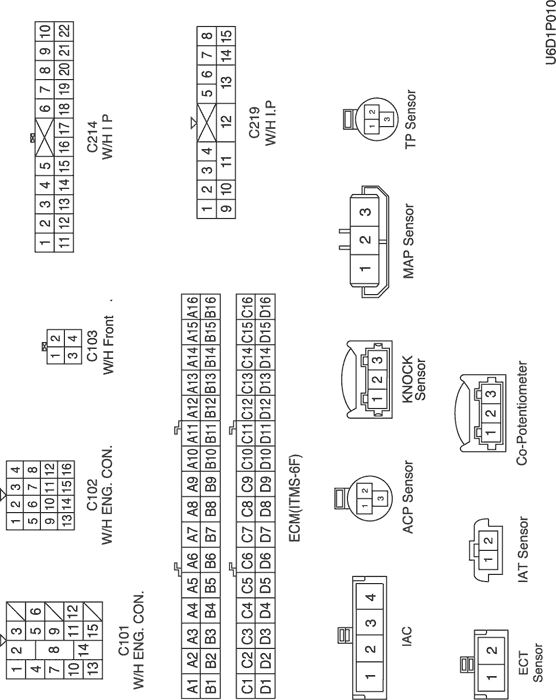 1 2 3
4 5 6
7 8 9
10 11 12
13 14 15
C101
W/H ENG. CON.
1 2 3 4
5 6 7 8
9 10 11 12
13 14 15 16
C102
W/H ENG. CON.
1 2
3 4
C103
W/H Front .
1 2 3 4 5 6 7 8 9 10
11 12 13 14 15 16 17 18 19 20 21 22
C214
W/H I P
A1 A2 A3 A4 A5 A6 A7 A8 A9 A10 A11 A12 A13 A14 A15 A16
B1 B2 B3 B4 B5 B6 B7 B8 B9 B10 B11 B12 B13 B14 B15 B16
C1 C2 C3 C4 C5 C6 C7 C8 C9 C10 C11 C12 C13 C14 C15 C16
D1 D2 D3 D4 D5 D6 D7 D8 D9 D10 D11 D12 D13 D14 D15 D16
ECM(ITMS-6F)
1 2 3 4 5 6 7 8
9 10 11 12 13 14 15
C219
W/H I.P
1 2 3 4
IAC
1 2
3
ACP Sensor
1 2 3
KNOCK
Sensor
1 2 3
MAP Sensor
1 2
3
TP Sensor
1 2
ECT
Sensor
1 2
IAT Sensor
1 2 3
Co-Potentiometer
U6D1P010